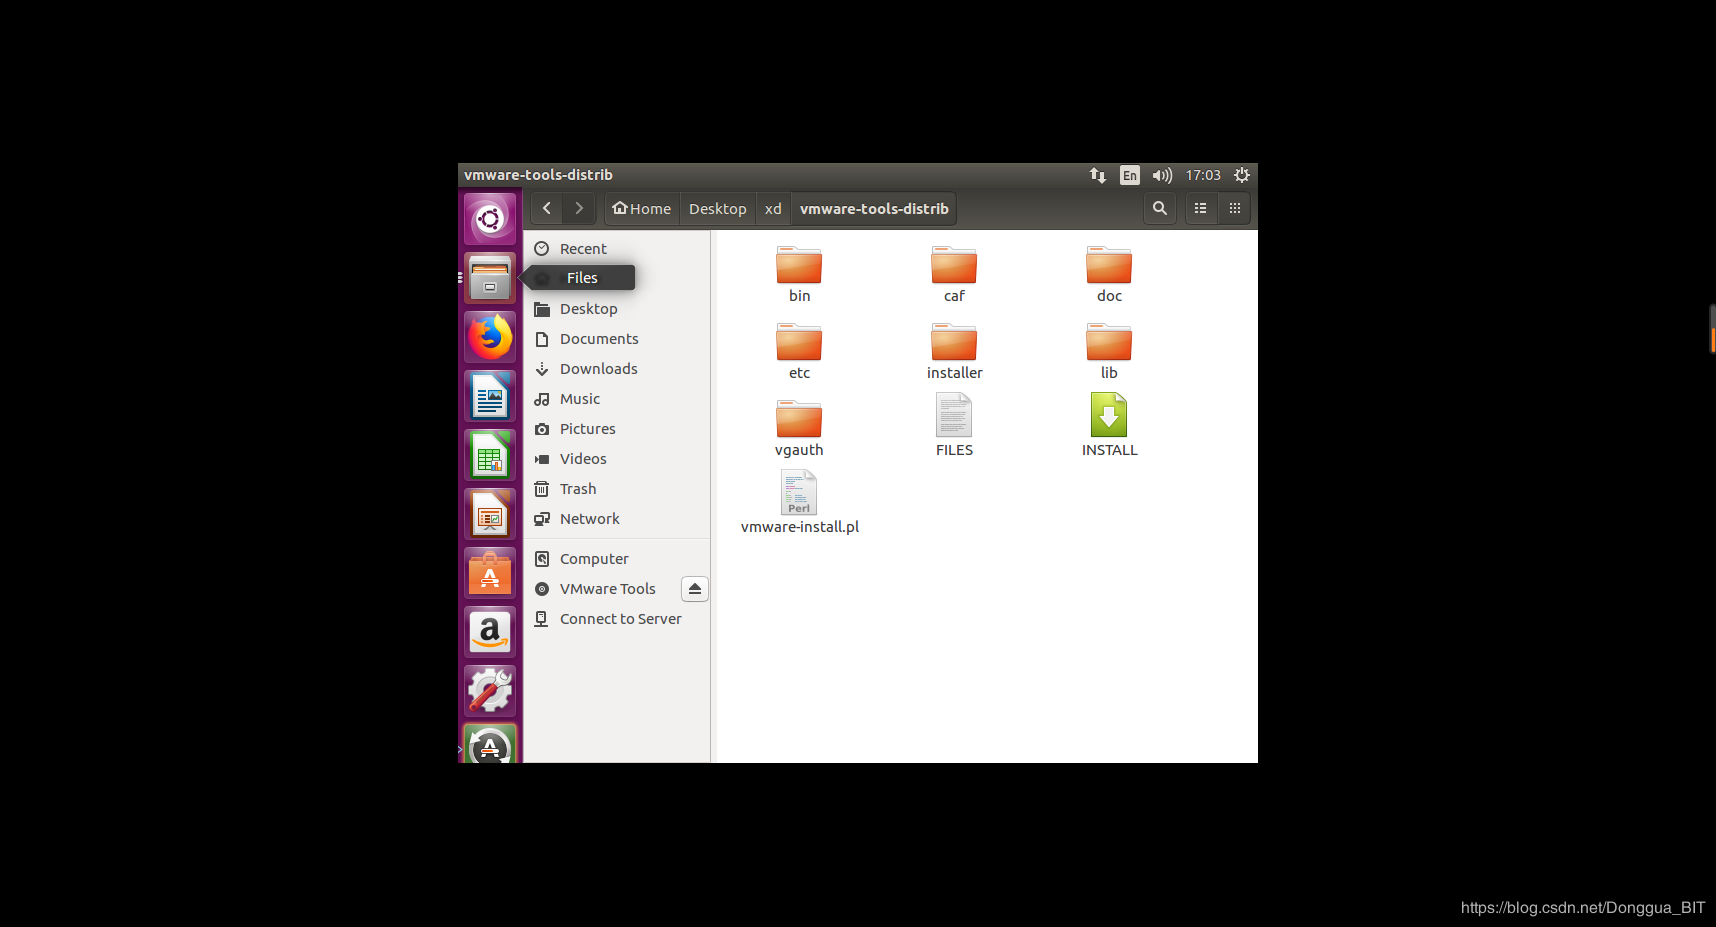 vmware-tools-distrib
En
17:03
Home
Desktop
xd
vmware-tools-distrib
Recent
Files
Desktop
Documents
Downloads
Music
Pictures
Videos
Trash
Network
Computer
VMware Tools
Connect to Server
bin
caf
doc
etc
installer
lib
vgauth
FILES
INSTALL
Perl
vmware-install.pl
https://blog.csdn.net/Donggua_BIT